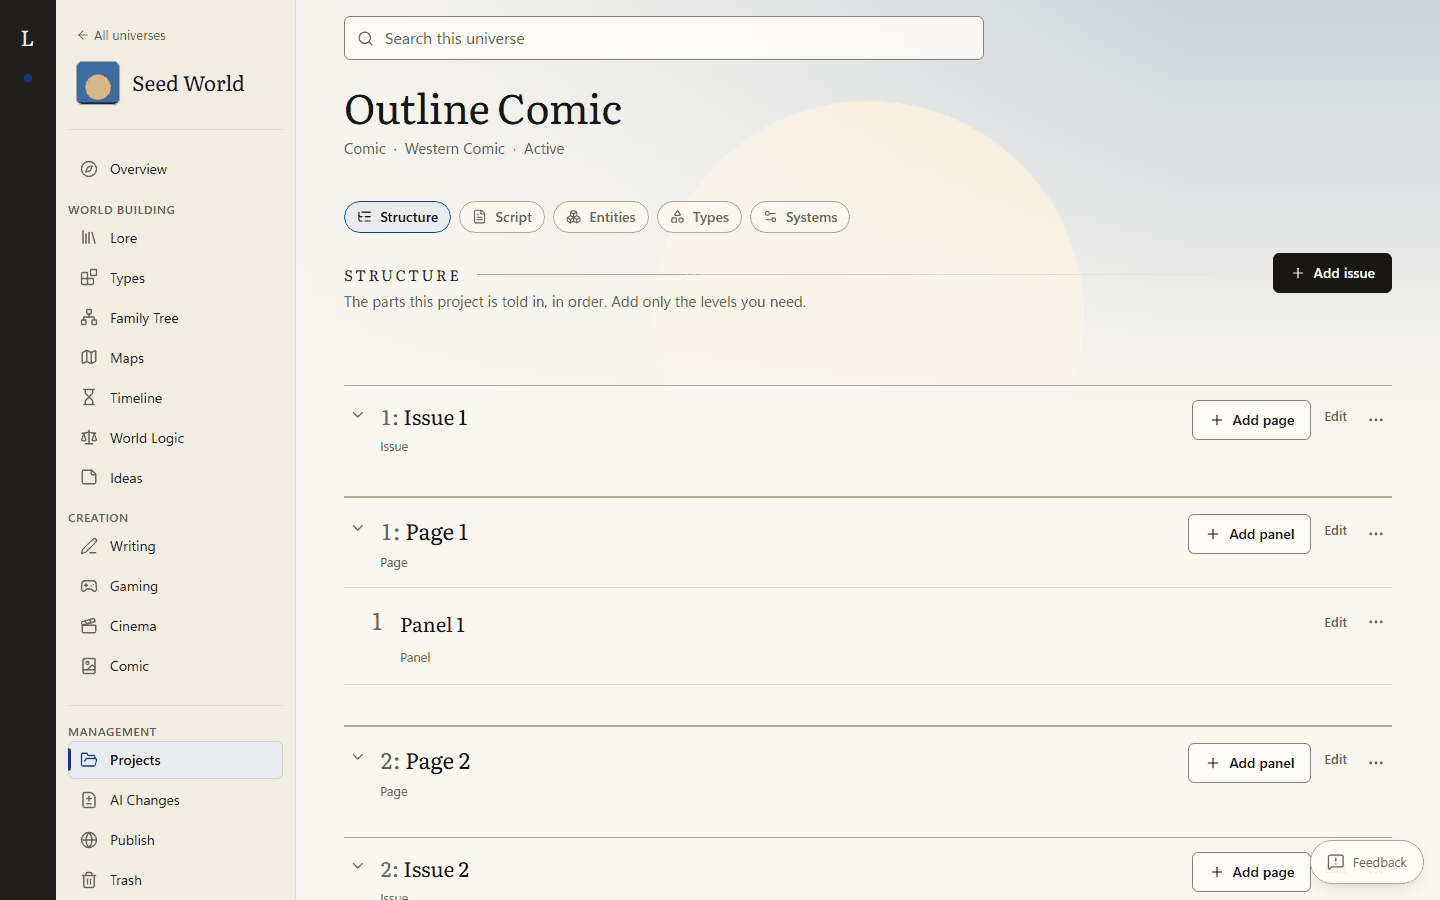 L
All universes
Seed World
Overview
WORLD BUILDING
Lore
Types
Family Tree
Maps
Timeline
World Logic
Ideas
CREATION
Writing
Gaming
Cinema
Comic
MANAGEMENT
Projects
AI Changes
Publish
Trash
Search this universe
Outline Comic
Comic · Western Comic · Active
Structure Script Entities Types Systems
STRUCTURE
+ Add issue
The parts this project is told in, in order. Add only the levels you need.
1: Issue 1
+ Add page Edit ...
Issue
1: Page 1
+ Add panel Edit ...
Page
1 Panel 1
Edit ...
Panel
2: Page 2
+ Add panel Edit ...
Page
2: Issue 2
+ Add page
Feedback
Issue